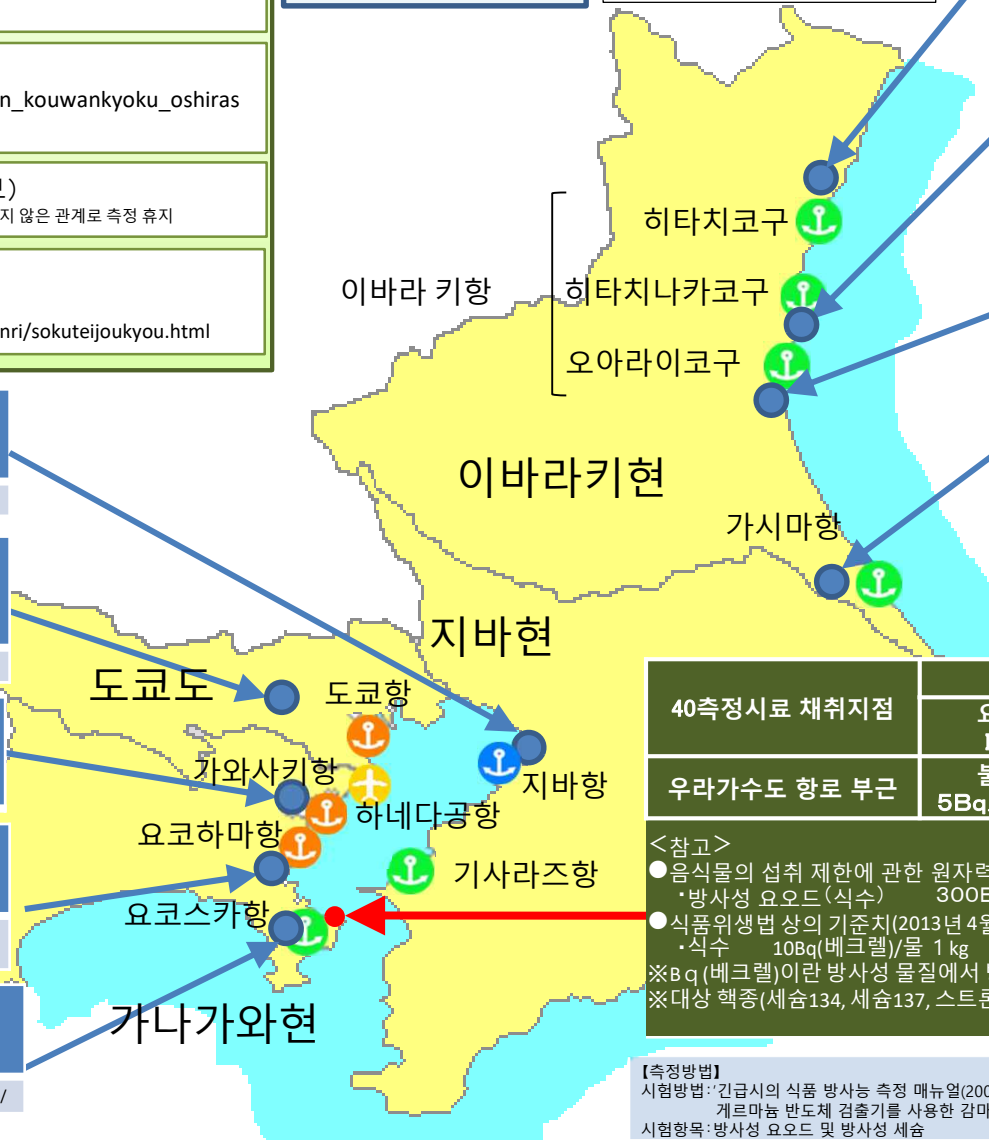 n_kouwankyoku_oshiras
지 않은 관계로 측정 휴지
nri/sokuteijoukyou.html
히타치코구
이바라 키항
히타치나카코구
오아라이코구
이바라키현
가시마항
지바현
도쿄도
도쿄항
가와사키항
지바항
하네다공항
요코하마항
기사라즈항
요코스카항
가나가와현
40측정시료 채취지점
우라가수도 항로 부근
5Bq
<참고>
●음식물의 섭취 제한에 관한 원자력
・방사성 요오드(식수) 300B
●식품위생법 상의 기준치(2013년 4월
・식수 10Bq(베크렐)/물 1 kg
※Bq(베크렐)이란 방사성 물질에서
※대상 핵종(세슘134, 세슘137, 스트론
【측정방법】
시험방법:'긴급시의 식품 방사능 측정 매뉴얼(200
게르마늄 반도체 검출기를 사용한 감마
시험항목:방사성 요오드 및 방사성 세슘
/